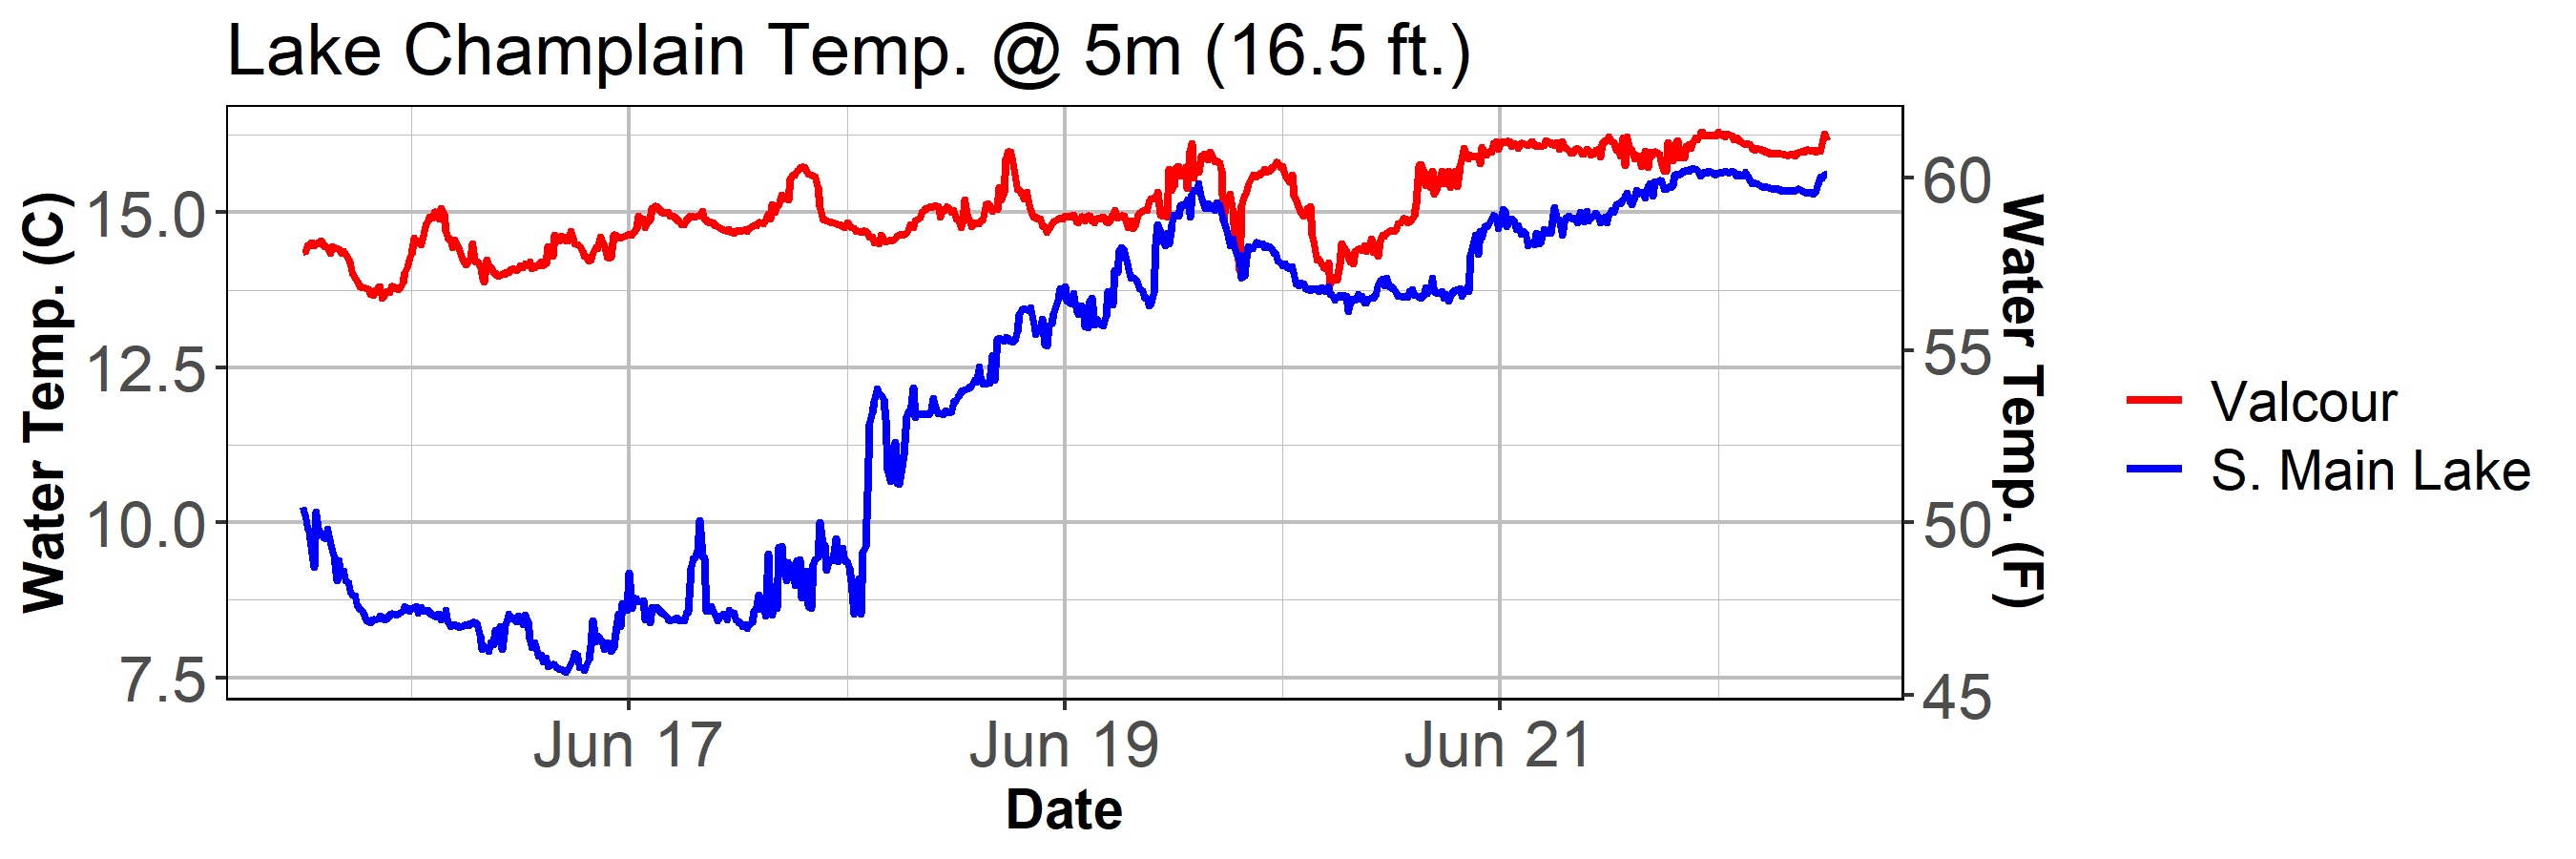 Lake Champlain Temp. @ 5m (16.5 ft.)
Water Temp. (C)
15.0
12.5
10.0
7.5
60
55
50
45
Water Temp. (F)
Jun 17 Jun 19 Jun 21
Date
Valcour
S. Main Lake